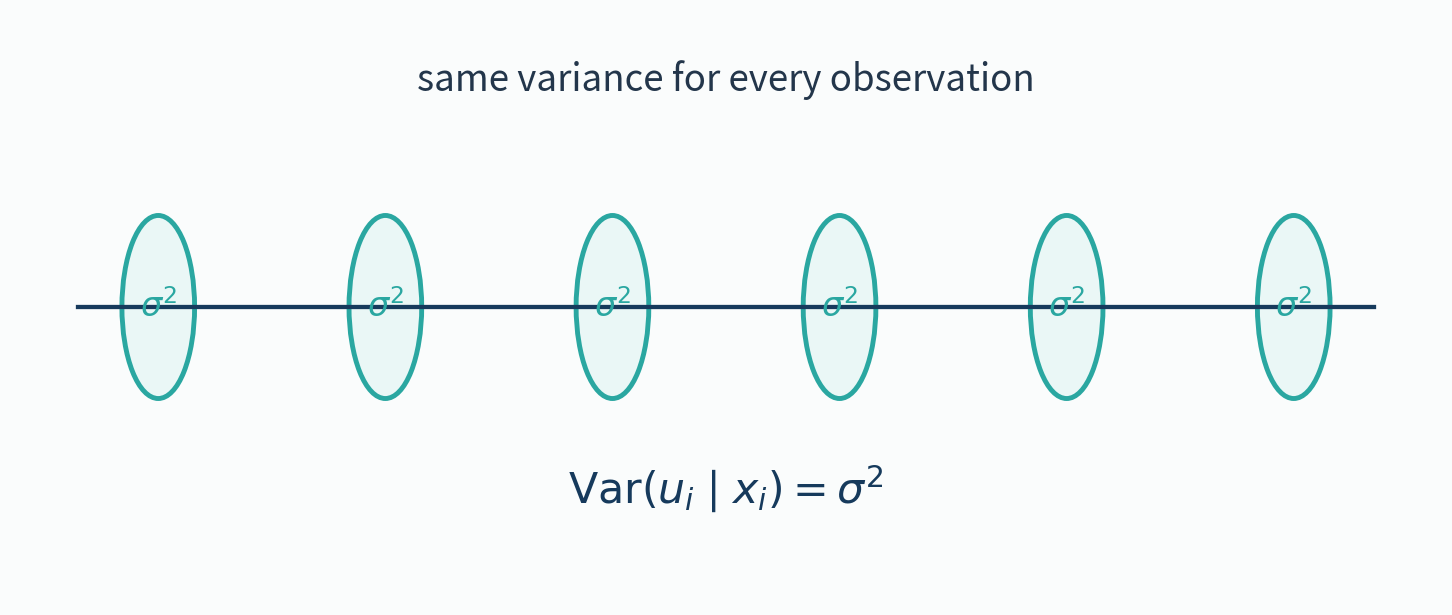 same variance for every observation
σ² σ² σ² σ² σ² σ²
Var(uᵢ | xᵢ) = σ²